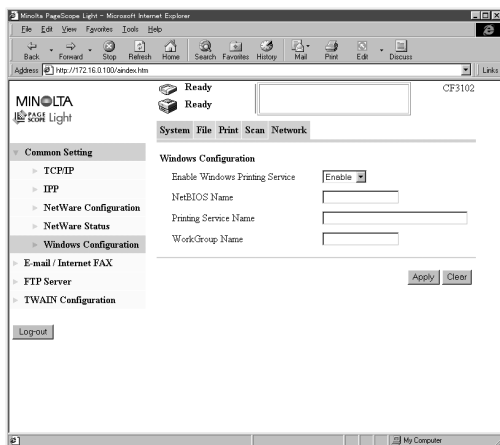 Minolta PageScope Light - Microsoft Internet Explorer
File Edit View Favorites Tools Help
Back Forward Stop Refresh Home Search Favorites History Mail Print Edit Discuss
Address http://172.16.0.100/aindex.htm Links
MINOLTA
PAGE SCOPE Light
Ready
Ready
CF3102
System File Print Scan Network
Common Setting
TCP/IP
IPP
NetWare Configuration
NetWare Status
Windows Configuration
E-mail / Internet FAX
FTP Server
TWAIN Configuration
Log-out
Windows Configuration
Enable Windows Printing Service Enable
NetBIOS Name
Printing Service Name
WorkGroup Name
Apply Clear
My Computer